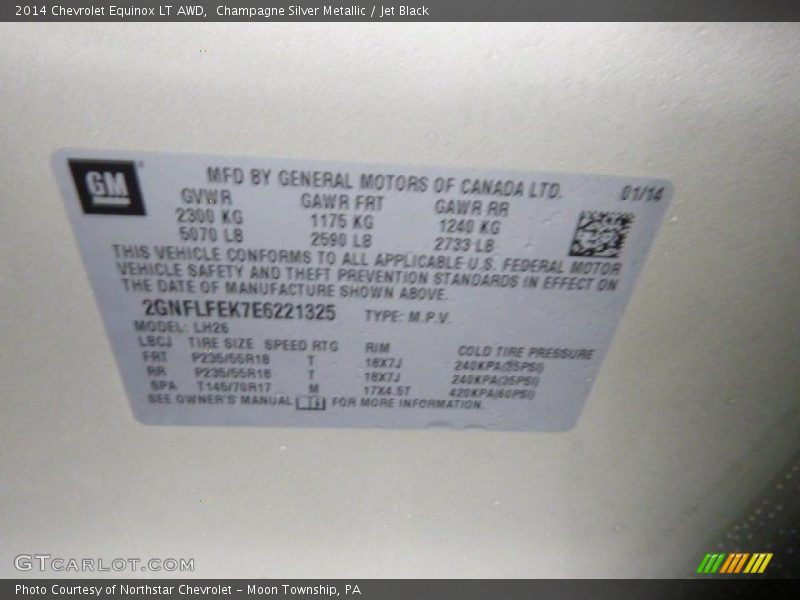 2014 Chevrolet Equinox LT AWD,  Champagne Silver Metallic / Jet Black
GM
MFD BY GENERAL MOTORS OF CANADA LTD. 01/14
GVWR GAWR FRT GAWR RR
2300 KG 1175 KG 1240 KG
5070 LB 2590 LB 2733 LB
THIS VEHICLE CONFORMS TO ALL APPLICABLE U.S. FEDERAL MOTOR
VEHICLE SAFETY AND THEFT PREVENTION STANDARDS IN EFFECT ON
THE DATE OF MANUFACTURE SHOWN ABOVE.
2GNFLFEK7E6221325 TYPE: M.P.V.
MODEL: LH26
LBCJ TIRE SIZE SPEED RTG RIM COLD TIRE PRESSURE
FRT P235/55R18 T 18X7J 240KPA(35PSI)
RR P235/55R18 T 18X7J 240KPA(35PSI)
SPA T145/70R17 M 17X4.5T 420KPA(60PSI)
SEE OWNER'S MANUAL FOR MORE INFORMATION.
GTCARLOT.COM
Photo Courtesy of Northstar Chevrolet - Moon Township, PA